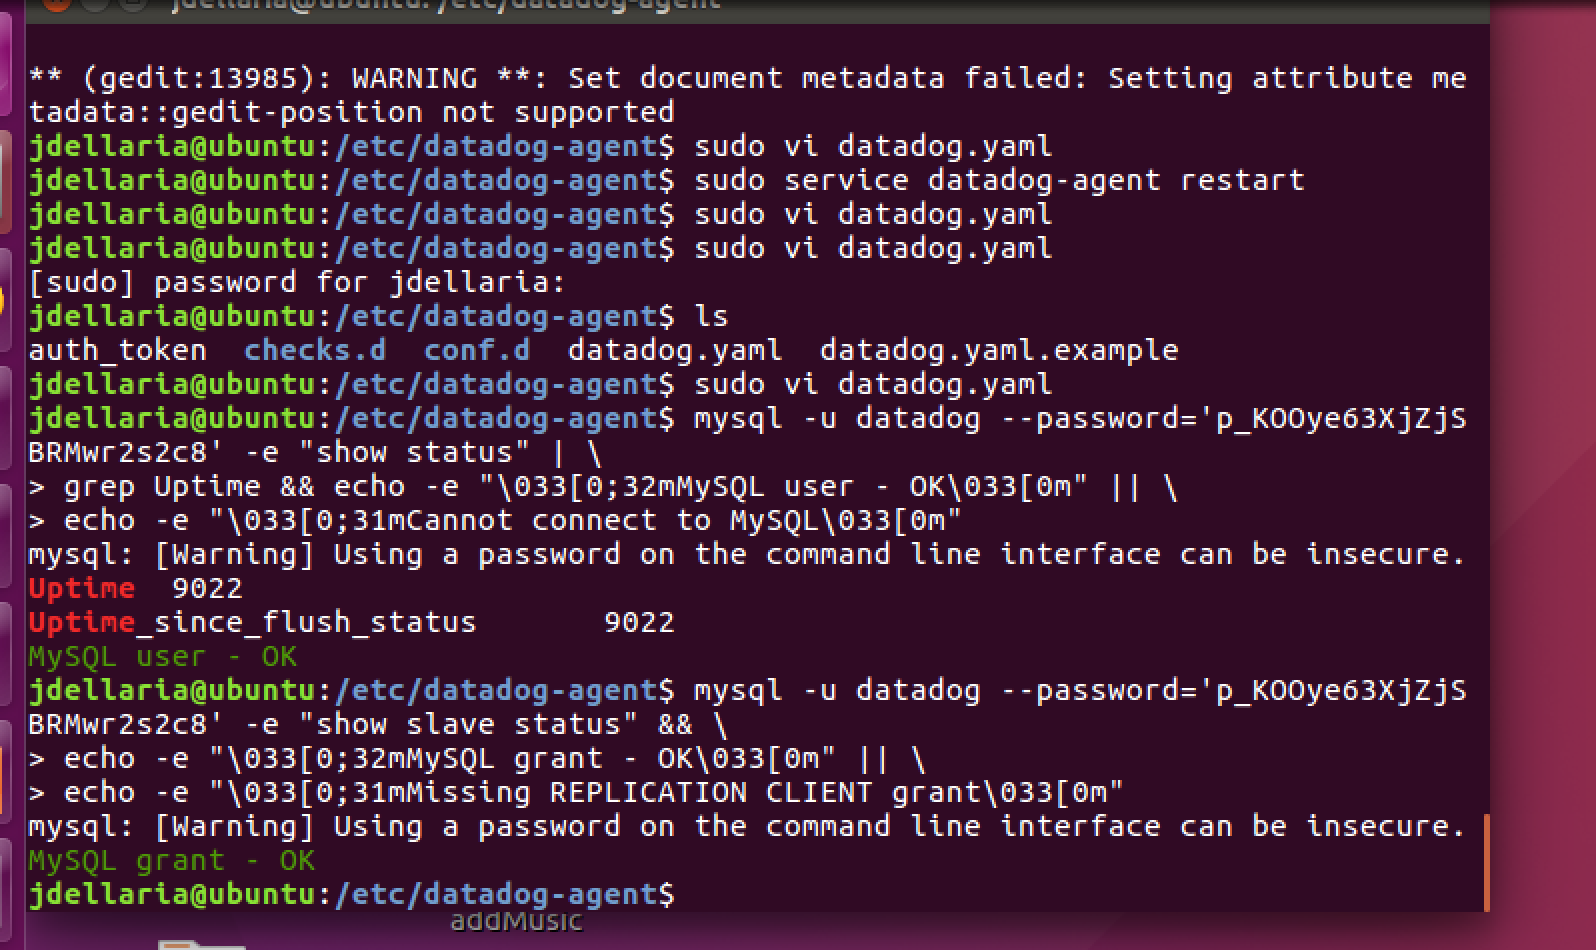 jdellaria@ubuntu: /etc/datadog-agent
** (gedit:13985): WARNING **: Set document metadata failed: Setting attribute me
tadata::gedit-position not supported
jdellaria@ubuntu:/etc/datadog-agent$ sudo vi datadog.yaml
jdellaria@ubuntu:/etc/datadog-agent$ sudo service datadog-agent restart
jdellaria@ubuntu:/etc/datadog-agent$ sudo vi datadog.yaml
jdellaria@ubuntu:/etc/datadog-agent$ sudo vi datadog.yaml
[sudo] password for jdellaria:
jdellaria@ubuntu:/etc/datadog-agent$ ls
auth_token  checks.d  conf.d  datadog.yaml  datadog.yaml.example
jdellaria@ubuntu:/etc/datadog-agent$ sudo vi datadog.yaml
jdellaria@ubuntu:/etc/datadog-agent$ mysql -u datadog --password='p_KOOye63XjZjS
BRMwr2s2c8' -e "show status" | \
> grep Uptime && echo -e "\033[0;32mMySQL user - OK\033[0m" || \
> echo -e "\033[0;31mCannot connect to MySQL\033[0m"
mysql: [Warning] Using a password on the command line interface can be insecure.
Uptime  9022
Uptime_since_flush_status       9022
MySQL user - OK
jdellaria@ubuntu:/etc/datadog-agent$ mysql -u datadog --password='p_KOOye63XjZjS
BRMwr2s2c8' -e "show slave status" && \
> echo -e "\033[0;32mMySQL grant - OK\033[0m" || \
> echo -e "\033[0;31mMissing REPLICATION CLIENT grant\033[0m"
mysql: [Warning] Using a password on the command line interface can be insecure.
MySQL grant - OK
jdellaria@ubuntu:/etc/datadog-agent$
addMusic